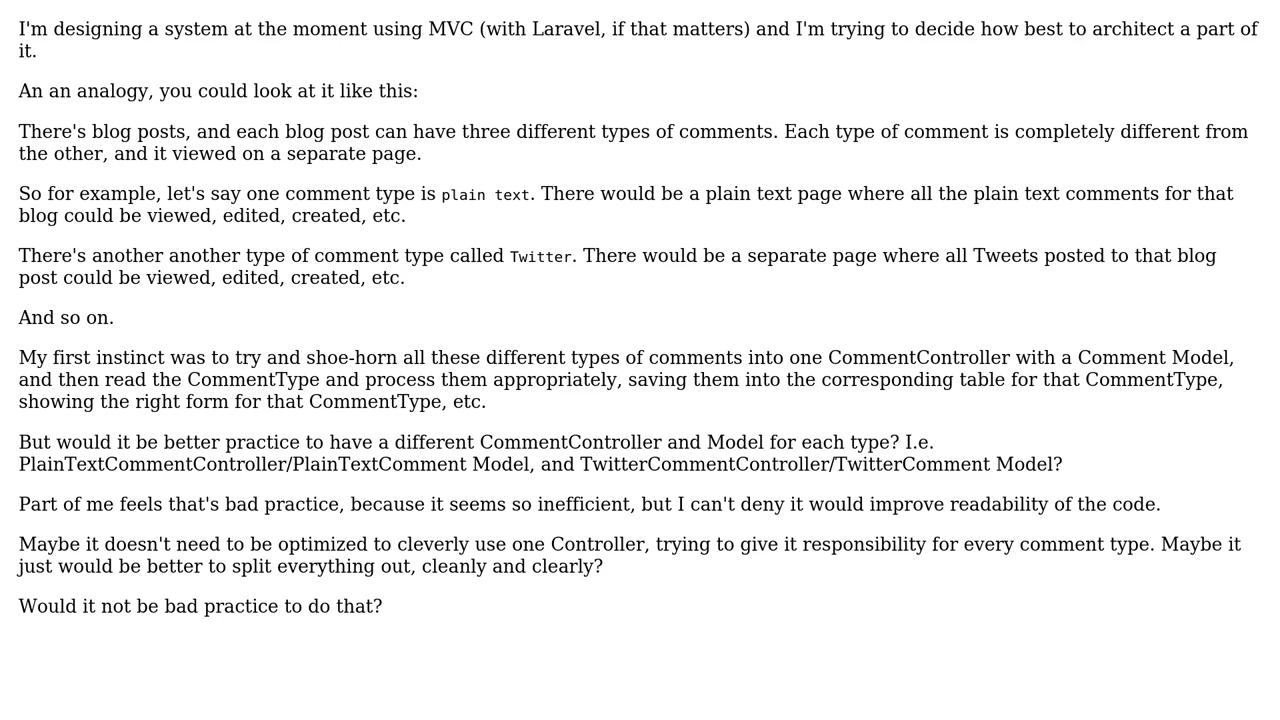 I'm designing a system at the moment using MVC (with Laravel, if that matters) and I'm trying to decide how best to architect a part of
it.
An an analogy, you could look at it like this:
There's blog posts, and each blog post can have three different types of comments. Each type of comment is completely different from
the other, and it viewed on a separate page.
So for example, let's say one comment type is plain text. There would be a plain text page where all the plain text comments for that
blog could be viewed, edited, created, etc.
There's another another type of comment type called Twitter. There would be a separate page where all Tweets posted to that blog
post could be viewed, edited, created, etc.
And so on.
My first instinct was to try and shoe-horn all these different types of comments into one CommentController with a Comment Model,
and then read the CommentType and process them appropriately, saving them into the corresponding table for that CommentType,
showing the right form for that CommentType, etc.
But would it be better practice to have a different CommentController and Model for each type? I.e.
PlainTextCommentController/PlainTextComment Model, and TwitterCommentController/TwitterComment Model?
Part of me feels that's bad practice, because it seems so inefficient, but I can't deny it would improve readability of the code.
Maybe it doesn't need to be optimized to cleverly use one Controller, trying to give it responsibility for every comment type. Maybe it
just would be better to split everything out, cleanly and clearly?
Would it not be bad practice to do that?